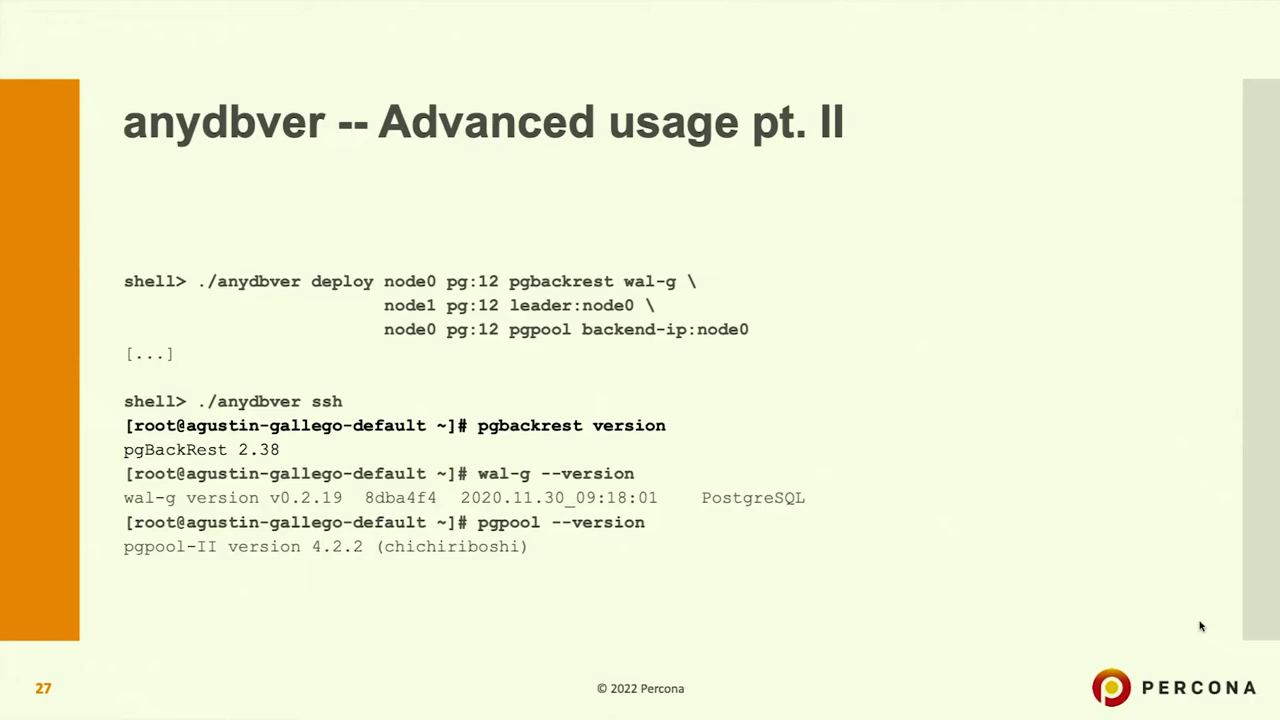 anydbver -- Advanced usage pt. II
shell> ./anydbver deploy node0 pg:12 pgbackrest wal-g \
node1 pg:12 leader:node0 \
node0 pg:12 pgpool backend-ip:node0
[...]
shell> ./anydbver ssh
[root@agustin-gallego-default ~]# pgbackrest version
pgBackRest 2.38
[root@agustin-gallego-default ~]# wal-g --version
wal-g version v0.2.19 8dba4f4 2020.11.30_09:18:01 PostgreSQL
[root@agustin-gallego-default ~]# pgpool --version
pgpool-II version 4.2.2 (chichiriboshi)
27
© 2022 Percona
PERCONA